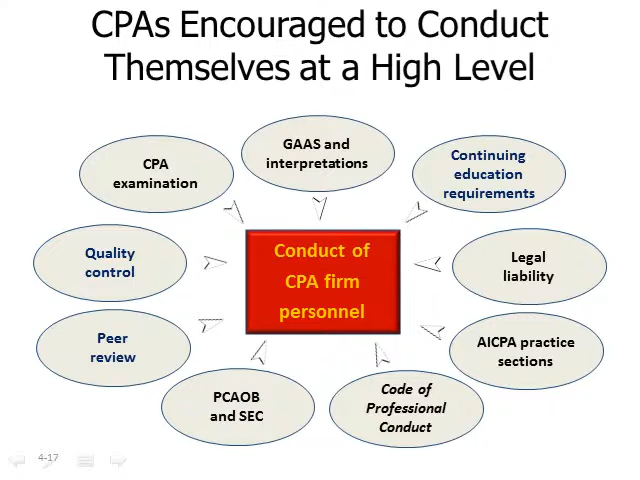 CPAs Encouraged to Conduct
Themselves at a High Level
GAAS and
interpretations
CPA
examination
Continuing
education
requirements
Quality
control
Conduct of
CPA firm
personnel
Legal
liability
Peer
review
AICPA practice
sections
PCAOB
and SEC
Code of
Professional
Conduct
4-17